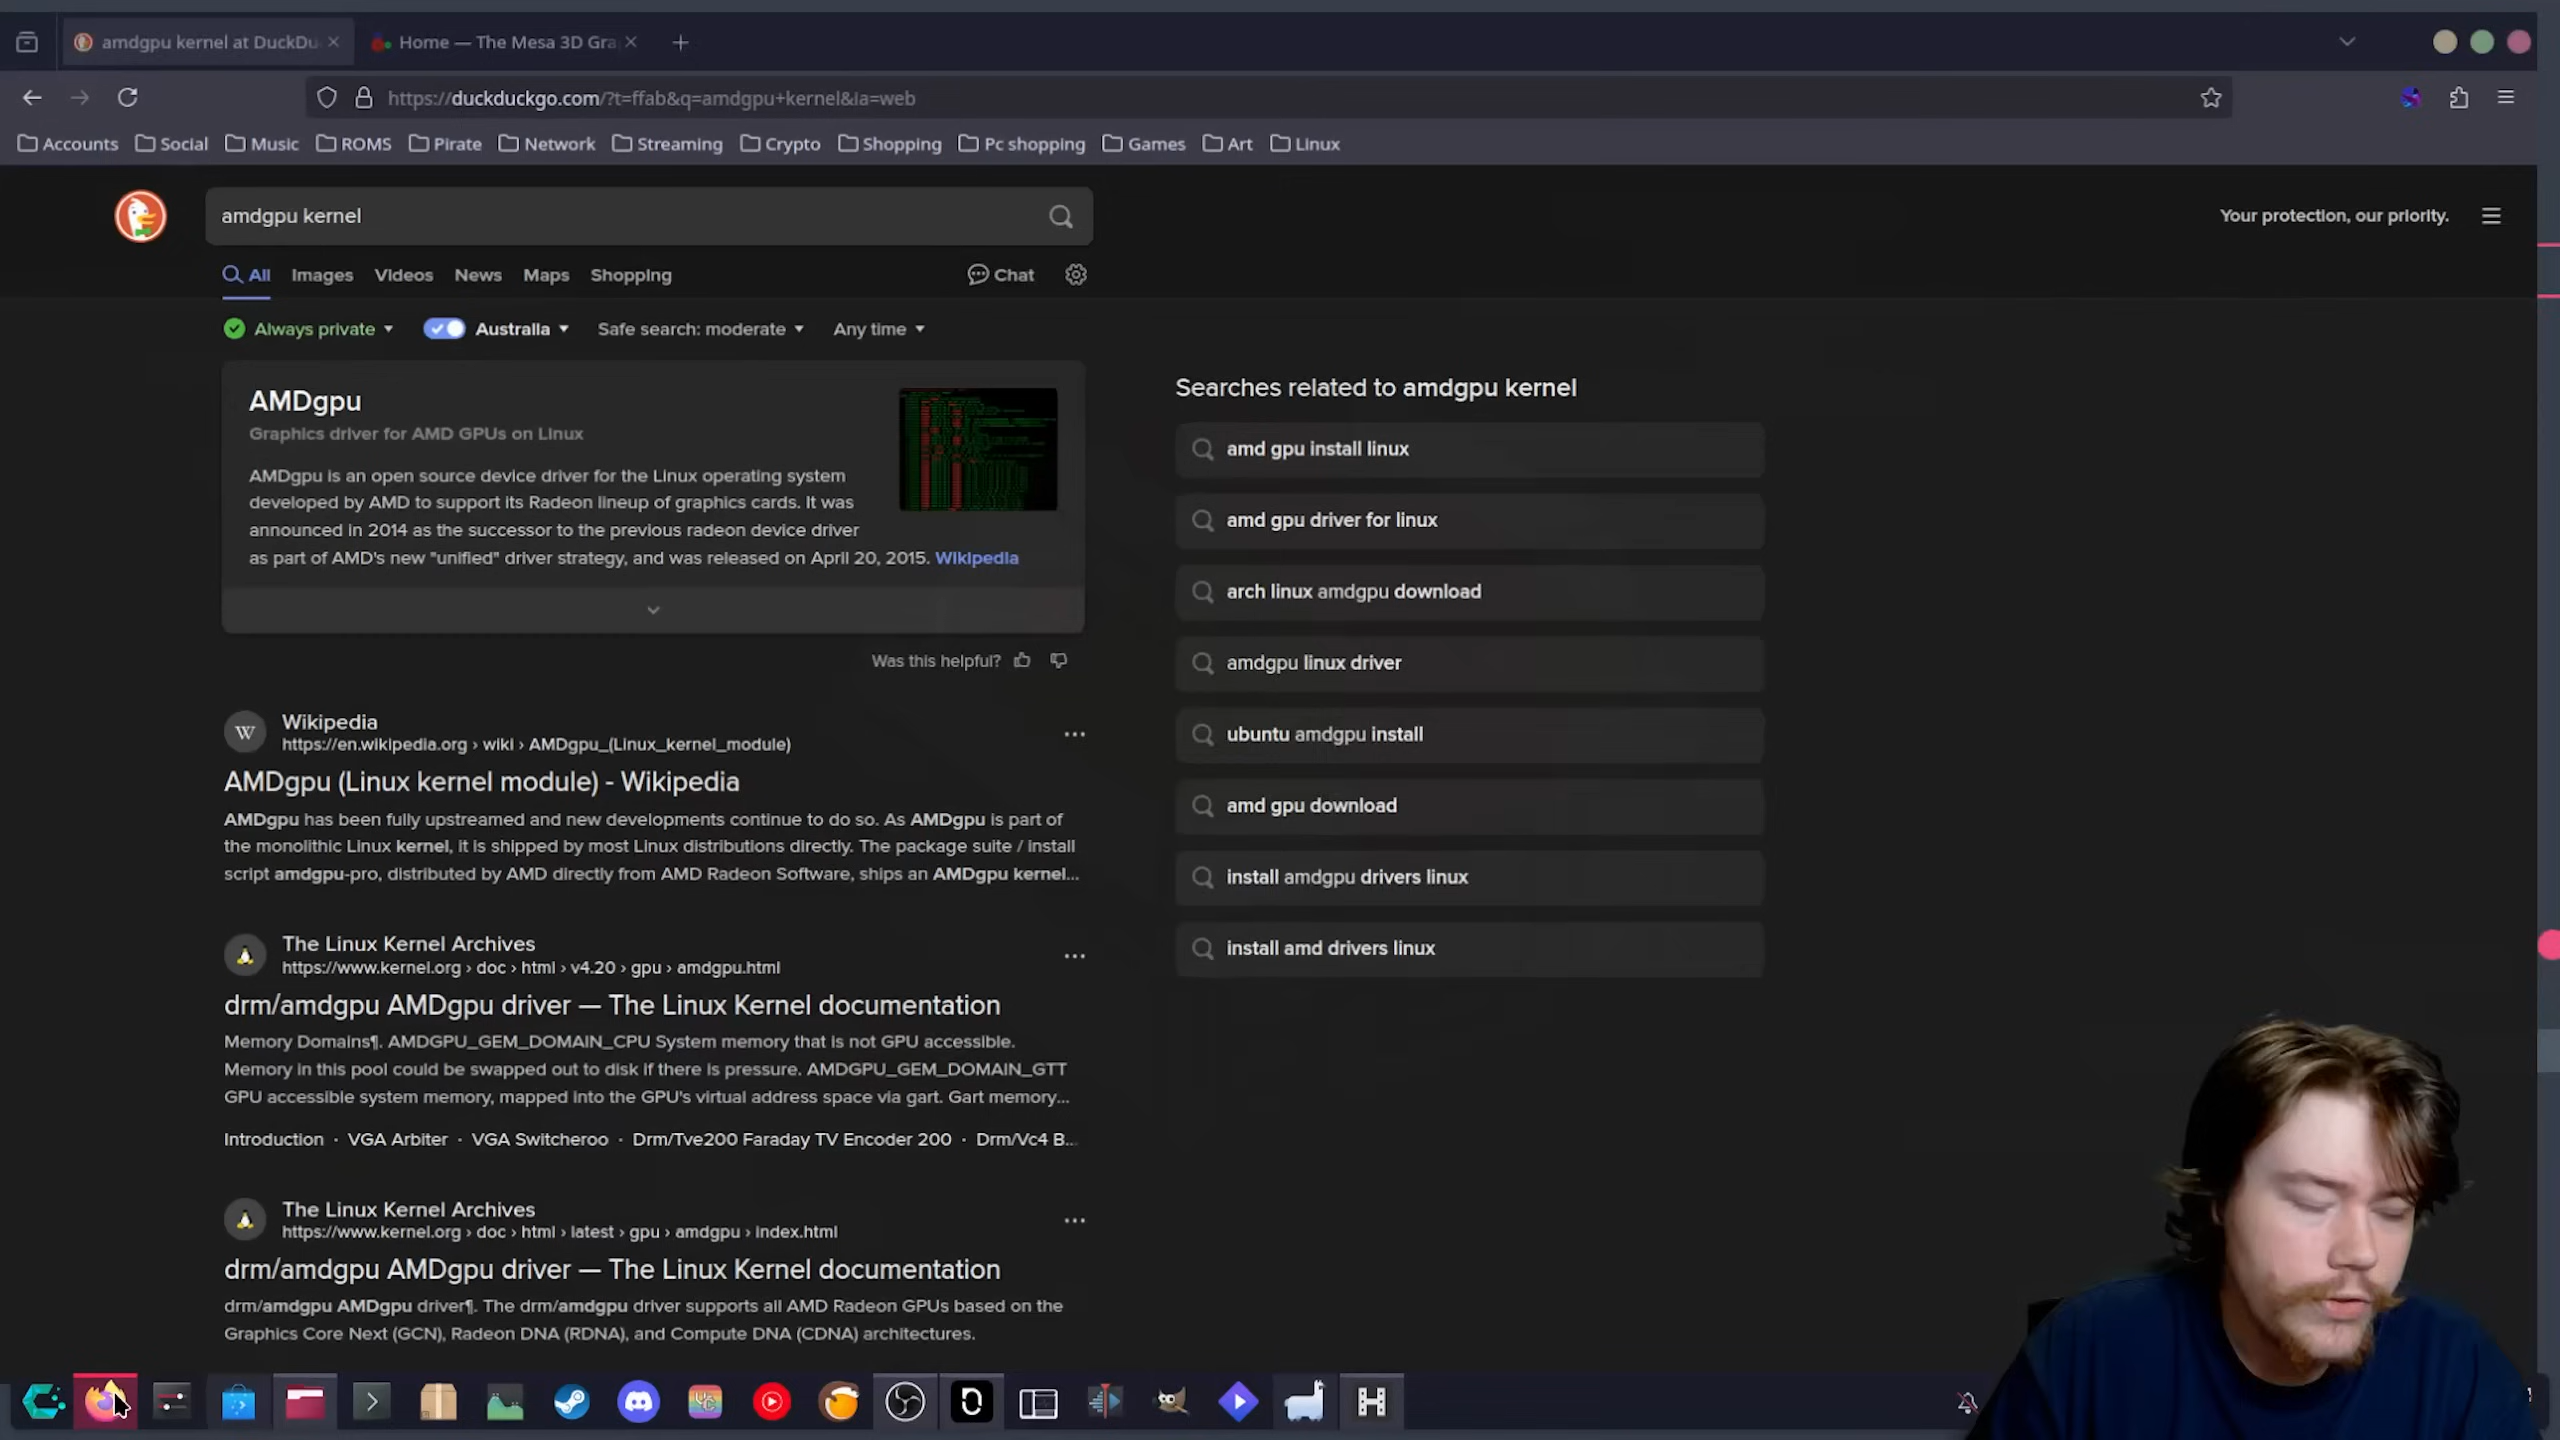 amdgpu kernel at DuckDu
Home — The Mesa 3D Gra
https://duckduckgo.com/?t=ffab&q=amdgpu+kernel&ia=web
Accounts Social Music ROMS Pirate Network Streaming Crypto Shopping Pc shopping Games Art Linux
amdgpu kernel
Your protection, our priority.
All Images Videos News Maps Shopping Chat
Always private Australia Safe search: moderate Any time
AMDgpu
Graphics driver for AMD GPUs on Linux
AMDgpu is an open source device driver for the Linux operating system
developed by AMD to support its Radeon lineup of graphics cards. It was
announced in 2014 as the successor to the previous radeon device driver
as part of AMD's new "unified" driver strategy, and was released on April 20, 2015. Wikipedia
Was this helpful?
Wikipedia
https://en.wikipedia.org › wiki › AMDgpu_(Linux_kernel_module)
AMDgpu (Linux kernel module) - Wikipedia
AMDgpu has been fully upstreamed and new developments continue to do so. As AMDgpu is part of
the monolithic Linux kernel, it is shipped by most Linux distributions directly. The package suite / install
script amdgpu-pro, distributed by AMD directly from AMD Radeon Software, ships an AMDgpu kernel...
The Linux Kernel Archives
https://www.kernel.org › doc › html › v4.20 › gpu › amdgpu.html
drm/amdgpu AMDgpu driver — The Linux Kernel documentation
Memory Domains¶. AMDGPU_GEM_DOMAIN_CPU System memory that is not GPU accessible.
Memory in this pool could be swapped out to disk if there is pressure. AMDGPU_GEM_DOMAIN_GTT
GPU accessible system memory, mapped into the GPU's virtual address space via gart. Gart memory...
Introduction · VGA Arbiter · VGA Switcheroo · Drm/Tve200 Faraday TV Encoder 200 · Drm/Vc4 B...
The Linux Kernel Archives
https://www.kernel.org › doc › html › latest › gpu › amdgpu › index.html
drm/amdgpu AMDgpu driver — The Linux Kernel documentation
drm/amdgpu AMDgpu driver¶. The drm/amdgpu driver supports all AMD Radeon GPUs based on the
Graphics Core Next (GCN), Radeon DNA (RDNA), and Compute DNA (CDNA) architectures.
Searches related to amdgpu kernel
amd gpu install linux
amd gpu driver for linux
arch linux amdgpu download
amdgpu linux driver
ubuntu amdgpu install
amd gpu download
install amdgpu drivers linux
install amd drivers linux